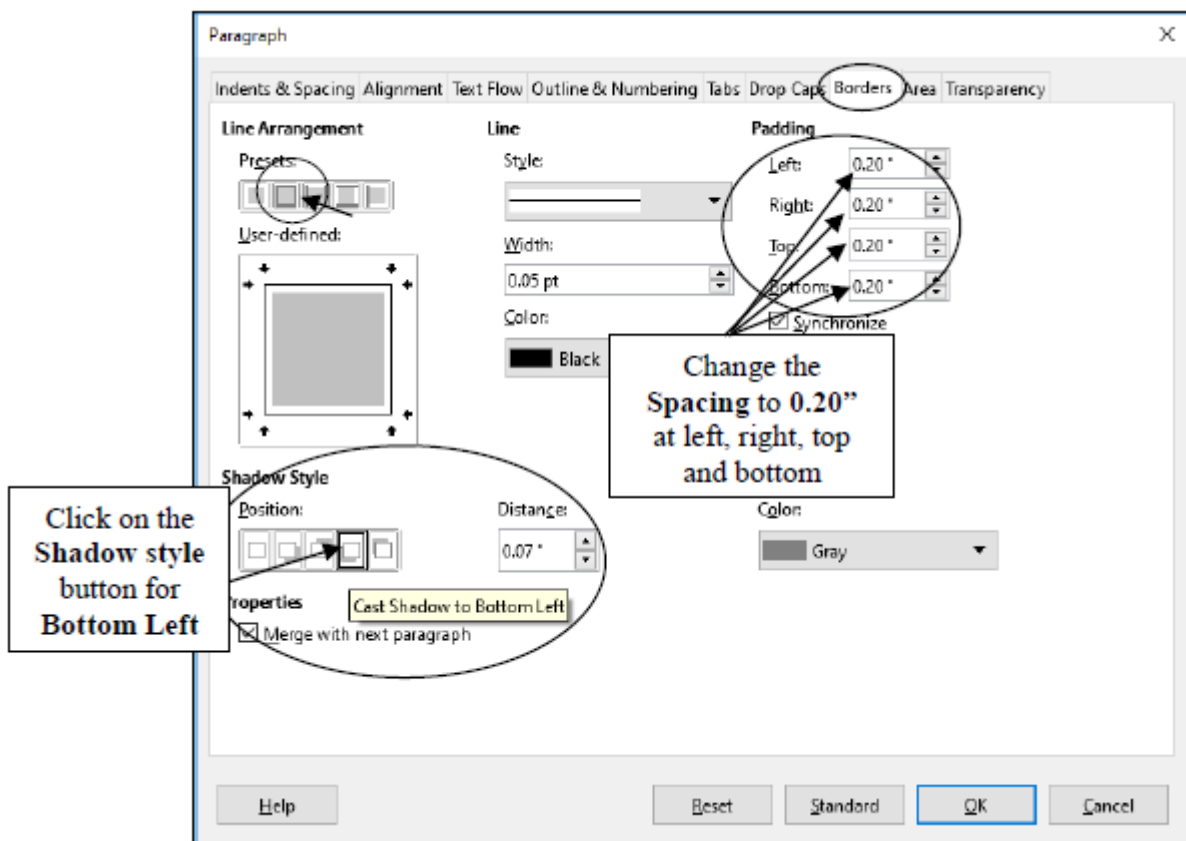 Paragraph
Indents & Spacing Alignment Text Flow Outline & Numbering Tabs Drop Caps Borders Area Transparency
Line Arrangement
Presets:
User-defined:
Line
Style:
Width:
0.05 pt
Color:
Black
Padding
Left: 0.20 "
Right: 0.20 "
Top: 0.20 "
Bottom: 0.20 "
Synchronize
Change the
Spacing to 0.20”
at left, right, top
and bottom
Shadow Style
Position:
Distance:
0.07 "
Color:
Gray
Cast Shadow to Bottom Left
Click on the
Shadow style
button for
Bottom Left
Properties
Merge with next paragraph
Help
Reset
Standard
OK
Cancel